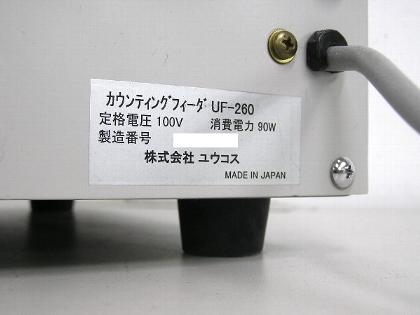 カウンティングフィーダ UF-260
定格電圧 100V 消費電力 90W
製造番号
株式会社 ユウコス
MADE IN JAPAN